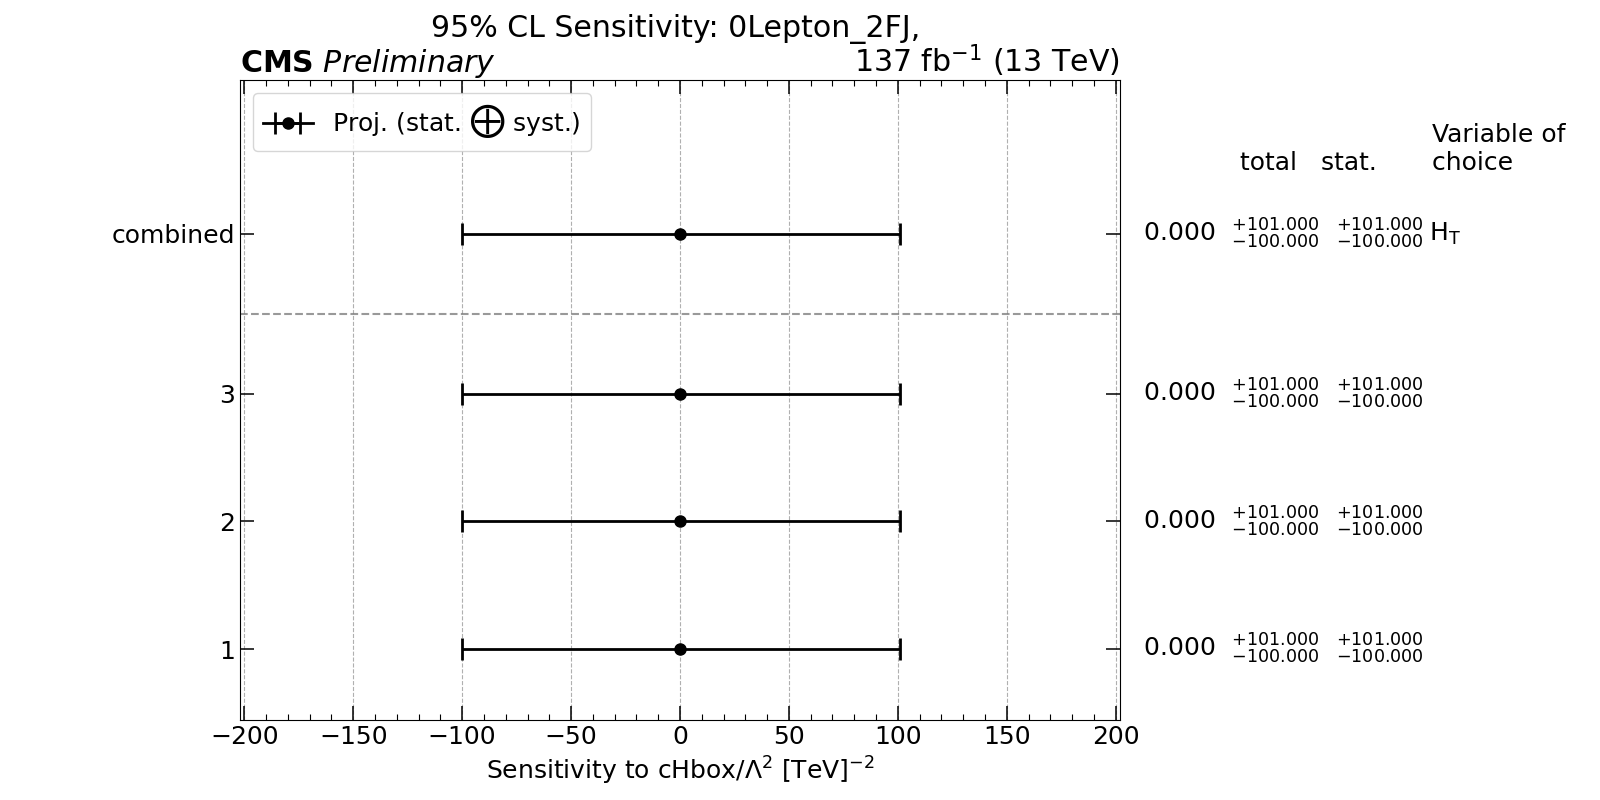 95% CL Sensitivity: 0Lepton_2FJ,
CMS Preliminary 137 fb⁻¹ (13 TeV)
Proj. (stat. ⊕ syst.)
total stat. Variable of
choice
combined 0.000 +101.000 −100.000 +101.000 −100.000 H_T
3 0.000 +101.000 −100.000 +101.000 −100.000
2 0.000 +101.000 −100.000 +101.000 −100.000
1 0.000 +101.000 −100.000 +101.000 −100.000
−200 −150 −100 −50 0 50 100 150 200
Sensitivity to cHbox/Λ² [TeV]⁻²